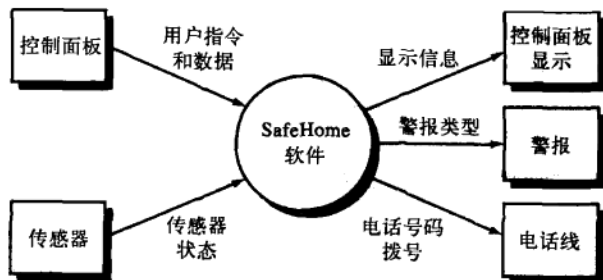 控制面板
用户指令
和数据
显示信息
控制面板
显示
SafeHome
软件
警报类型
警报
传感器
传感器
状态
电话号码
拨号
电话线